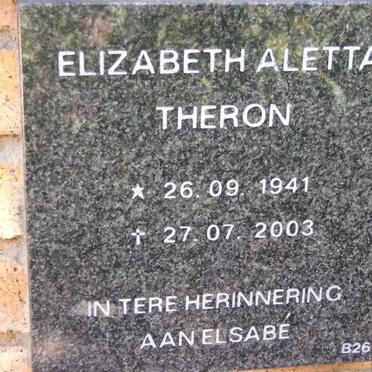 ELIZABETH ALETTA
THERON
★ 26. 09. 1941
† 27. 07. 2003
IN TERE HERINNERING
AAN ELSABÉ
B26